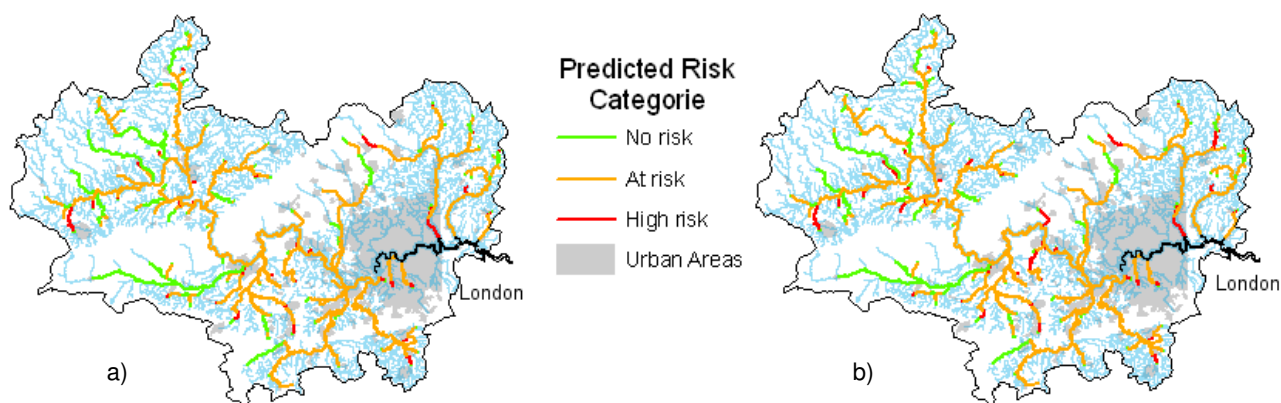 Predicted Risk
Categorie
No risk
At risk
High risk
Urban Areas
London
a)
London
b)